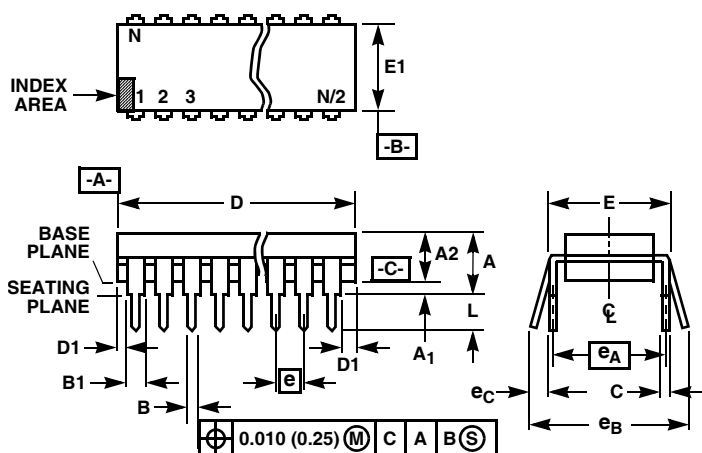 N
E1
INDEX
AREA
1 2 3 N/2
-B-
-A-
D
E
BASE
PLANE
A2
A
-C-
SEATING
PLANE
L
D1
A1
D1
℄
B1
e
eA
B
eC
C
eB
⌖ 0.010 (0.25) Ⓜ C A B Ⓢ